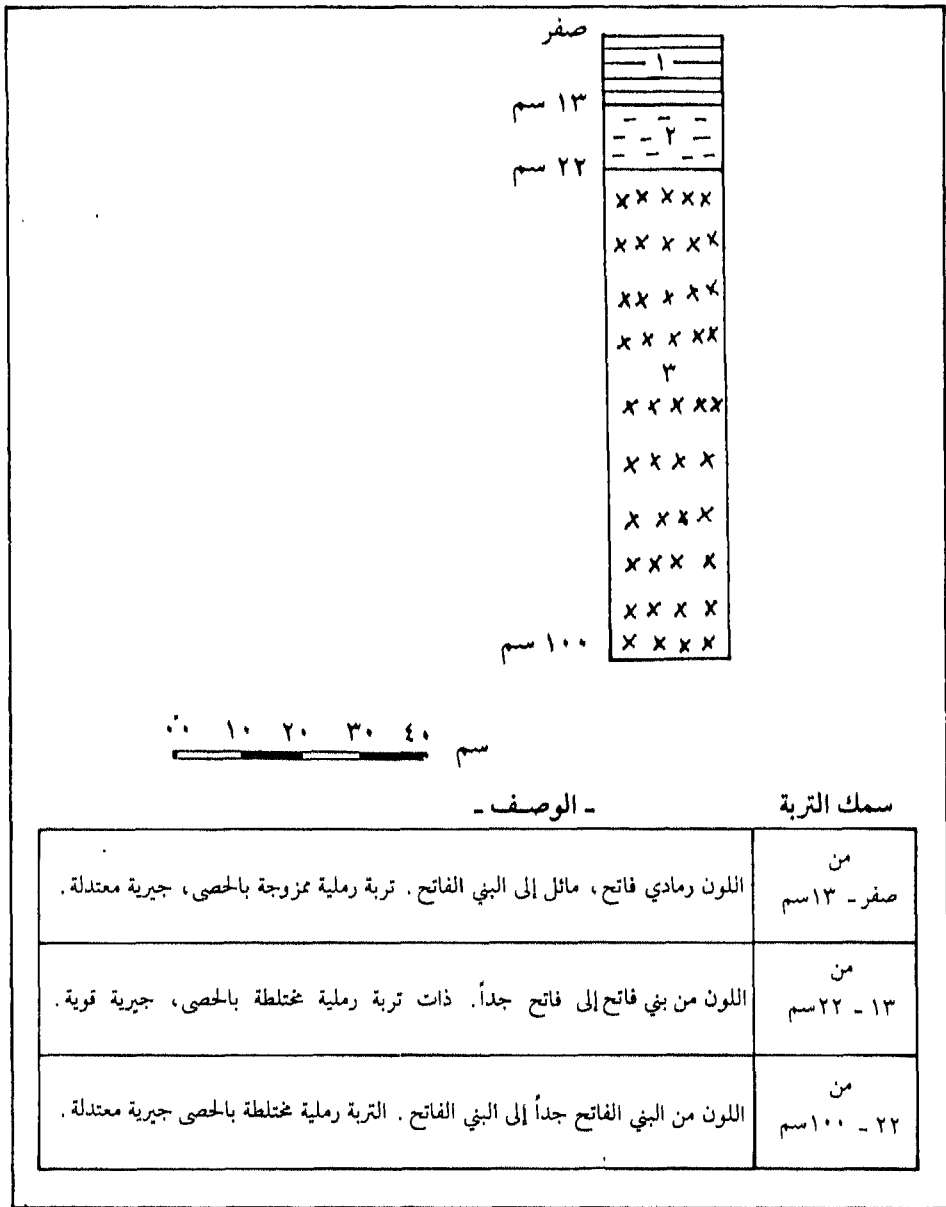 صفر
١
١٣ سم
٢
٢٢ سم
٣
١٠٠ سم
٠٠ ١٠ ٢٠ ٣٠ ٤٠ سم
سمك التربة
ـ الوصف ـ
من
صفر ـ ١٣سم
اللون رمادي فاتح، مائل إلى البني الفاتح. تربة رملية ممزوجة بالحصى، جيرية معتدلة.
من
١٣ ـ ٢٢سم
اللون من بني فاتح إلى فاتح جداً. ذات تربة رملية مختلطة بالحصى، جيرية قوية.
من
٢٢ ـ ١٠٠سم
اللون من البني الفاتح جداً إلى البني الفاتح. التربة رملية مختلطة بالحصى جيرية معتدلة.